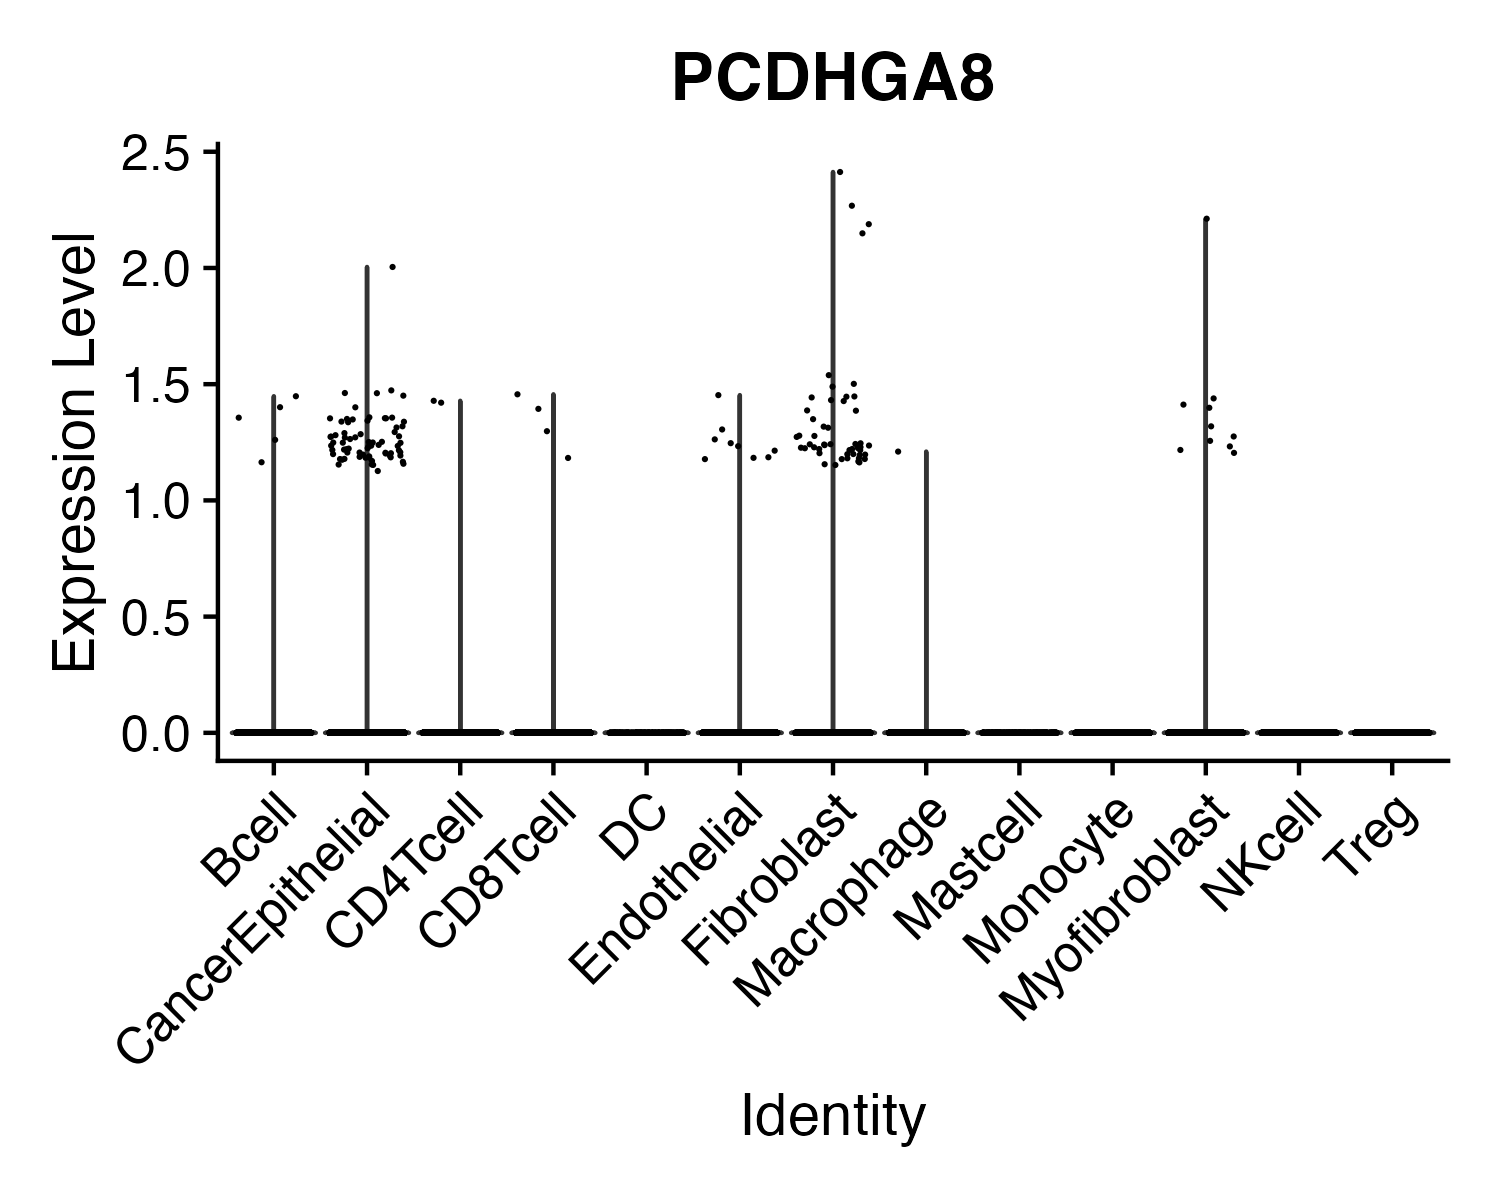 PCDHGA8
2.5
2.0
1.5
1.0
0.5
0.0
Expression Level
Bcell
CancerEpithelial
CD4Tcell
CD8Tcell
DC
Endothelial
Fibroblast
Macrophage
Mastcell
Monocyte
Myofibroblast
NKcell
Treg
Identity